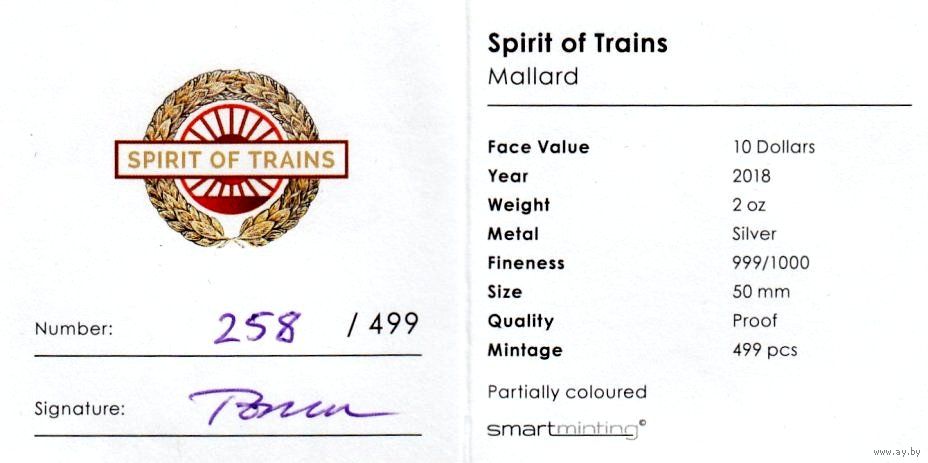 SPIRIT OF TRAINS
Number: 258 / 499
Signature:
Spirit of Trains
Mallard
Face Value 10 Dollars
Year 2018
Weight 2 oz
Metal Silver
Fineness 999/1000
Size 50 mm
Quality Proof
Mintage 499 pcs
Partially coloured
smartminting©
www.ay.by